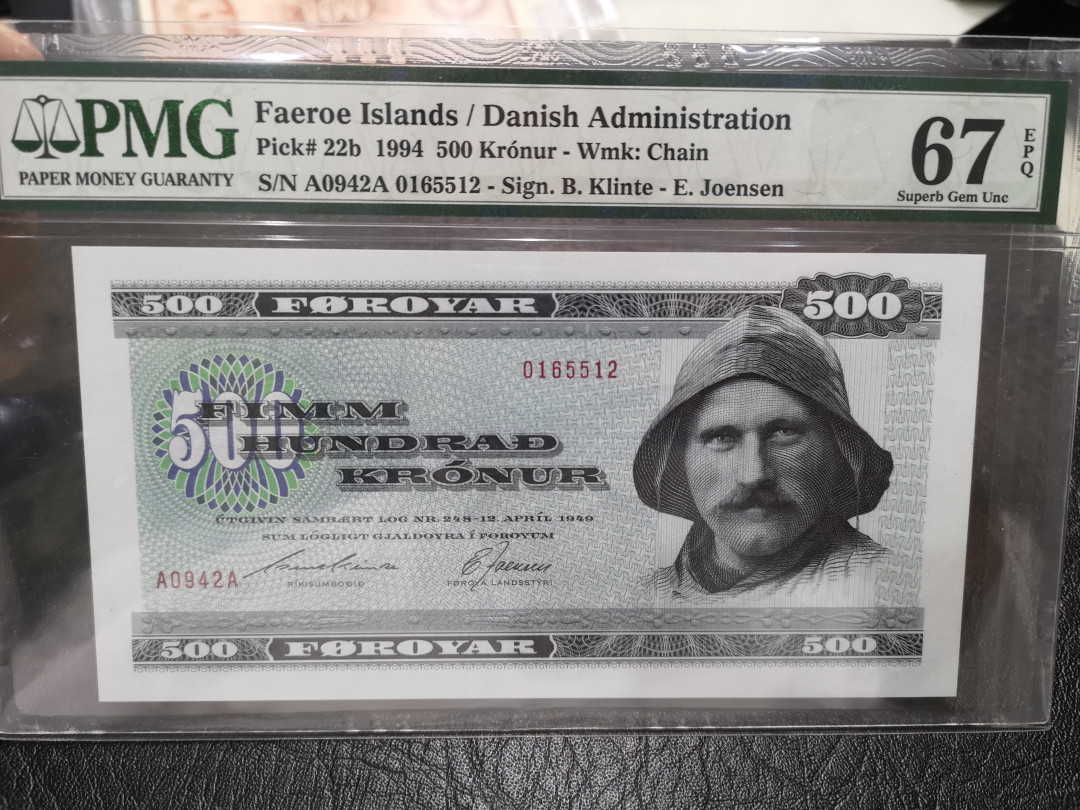 PMG
PAPER MONEY GUARANTY
Faeroe Islands / Danish Administration
Pick# 22b 1994 500 Krónur - Wmk: Chain
S/N A0942A 0165512 - Sign. B. Klinte - E. Joensen
67
EPQ
Superb Gem Unc
500 FØROYAR 500
0165512
500
FIMM
HUNDRAÐ
KRÓNUR
ÚTGIVIN SAMBÆRT LOG NR. 248-12. APRÍL 1949
SUM LÓGLIGT GJALDOYRA Í FØROYUM
A0942A
E Joensen
RÍKISUMBOÐIÐ
FØROYA LANDSSTÝRI
500 FØROYAR 500